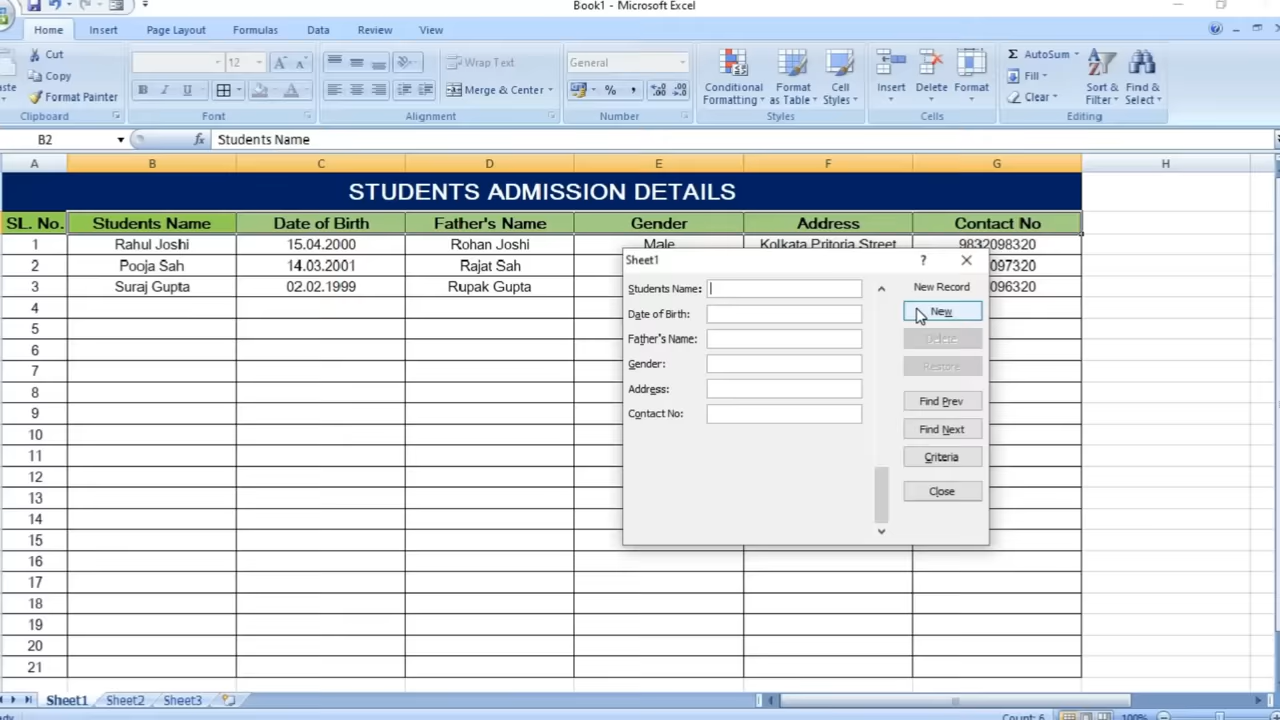 Book1 - Microsoft Excel
Home Insert Page Layout Formulas Data Review View
Cut
Copy
Format Painter
Clipboard
12 A A
B I U A
Font
Wrap Text
Merge & Center
Alignment
General
% ,
Number
Conditional Formatting
Format as Table
Cell Styles
Styles
Insert Delete Format
Cells
Σ AutoSum
Fill
Clear
Sort & Filter
Find & Select
Editing
B2 fx Students Name
A B C D E F G H
STUDENTS ADMISSION DETAILS
SL. No. Students Name Date of Birth Father's Name Gender Address Contact No
1 Rahul Joshi 15.04.2000 Rohan Joshi Male Kolkata Pritoria Street 9832098320
2 Pooja Sah 14.03.2001 Rajat Sah 097320
3 Suraj Gupta 02.02.1999 Rupak Gupta 096320
4
5
6
7
8
9
10
11
12
13
14
15
16
17
18
19
20
21
Sheet1 ?
Students Name:
Date of Birth:
Father's Name:
Gender:
Address:
Contact No:
New Record
New
Delete
Restore
Find Prev
Find Next
Criteria
Close
Sheet1 Sheet2 Sheet3
Count: 6 100%